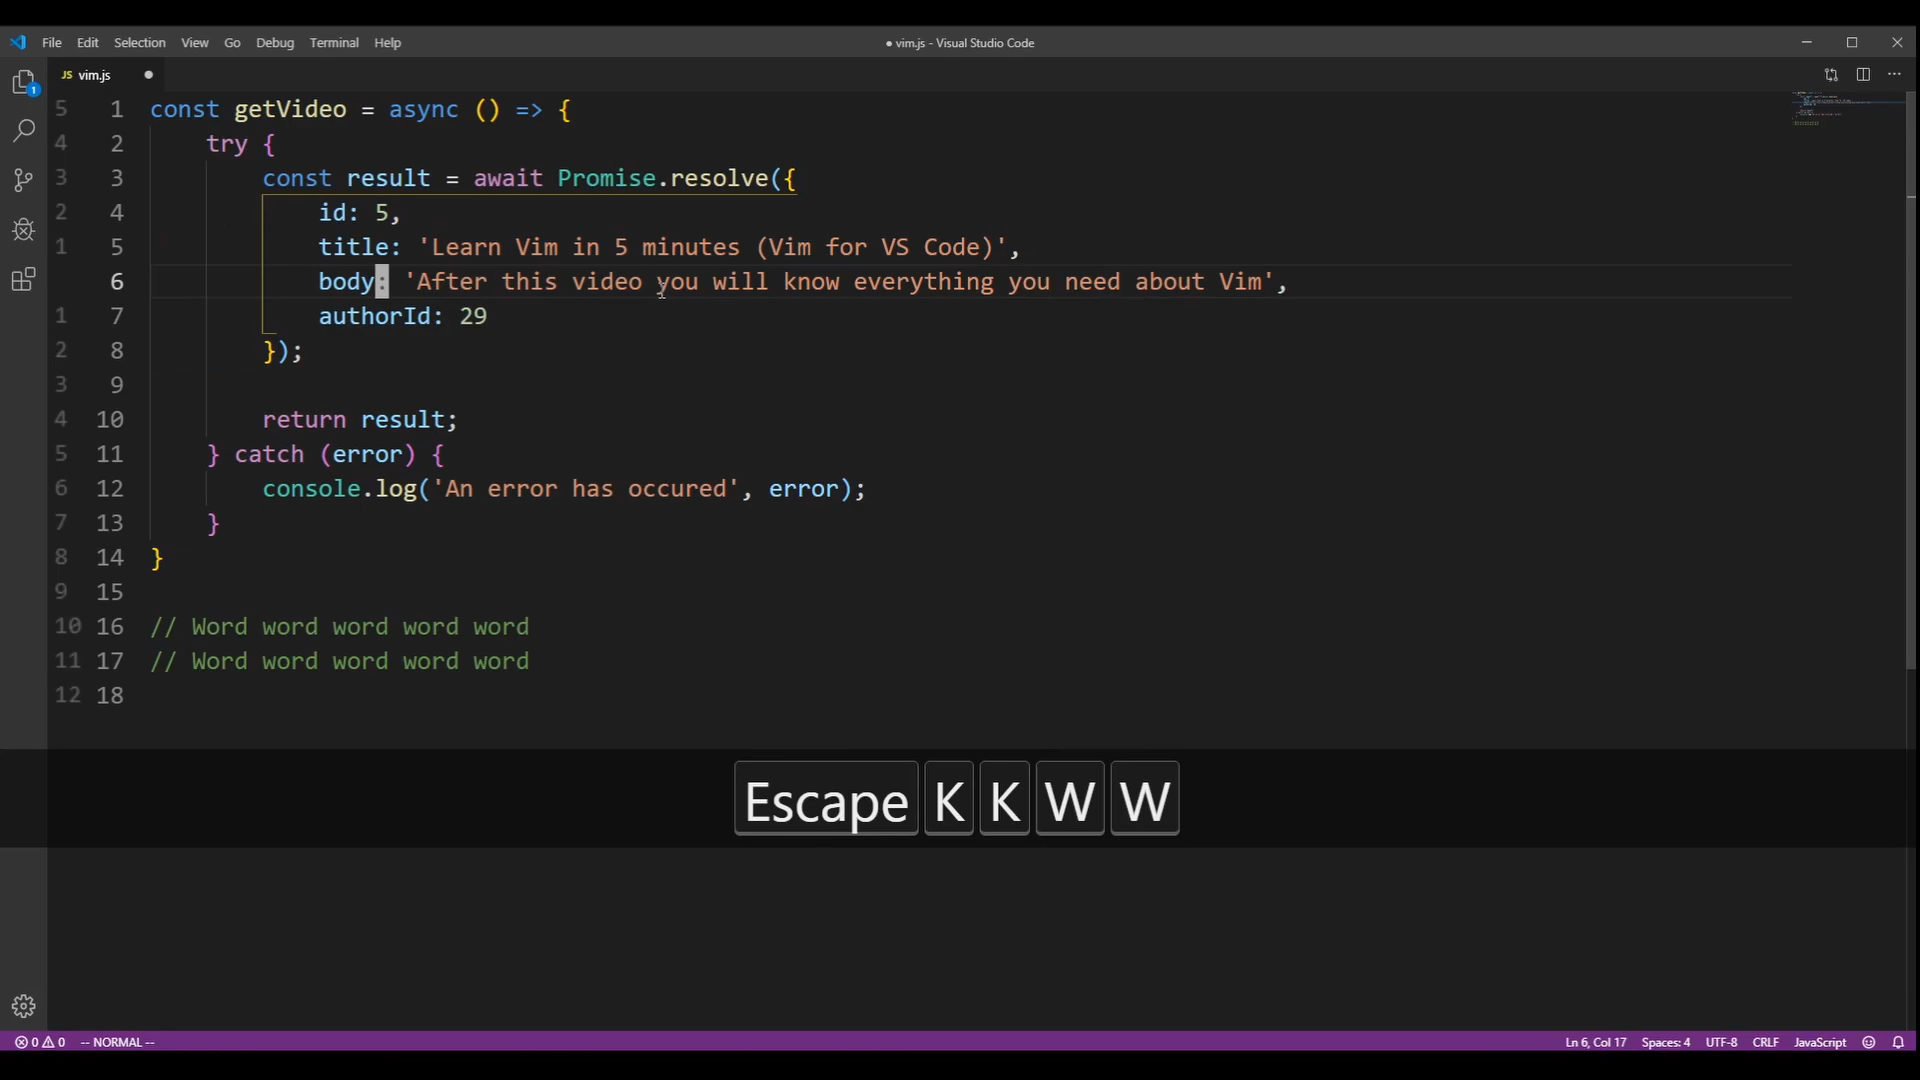 File Edit Selection View Go Debug Terminal Help
● vim.js - Visual Studio Code
JS vim.js
1
5 1 const getVideo = async () => {
4 2 try {
3 3 const result = await Promise.resolve({
2 4 id: 5,
1 5 title: 'Learn Vim in 5 minutes (Vim for VS Code)',
6 body: 'After this video you will know everything you need about Vim',
1 7 authorId: 29
2 8 });
3 9
4 10 return result;
5 11 } catch (error) {
6 12 console.log('An error has occured', error);
7 13 }
8 14 }
9 15
10 16 // Word word word word word
11 17 // Word word word word word
12 18
Escape K K W W
0 0 -- NORMAL -- Ln 6, Col 17 Spaces: 4 UTF-8 CRLF JavaScript